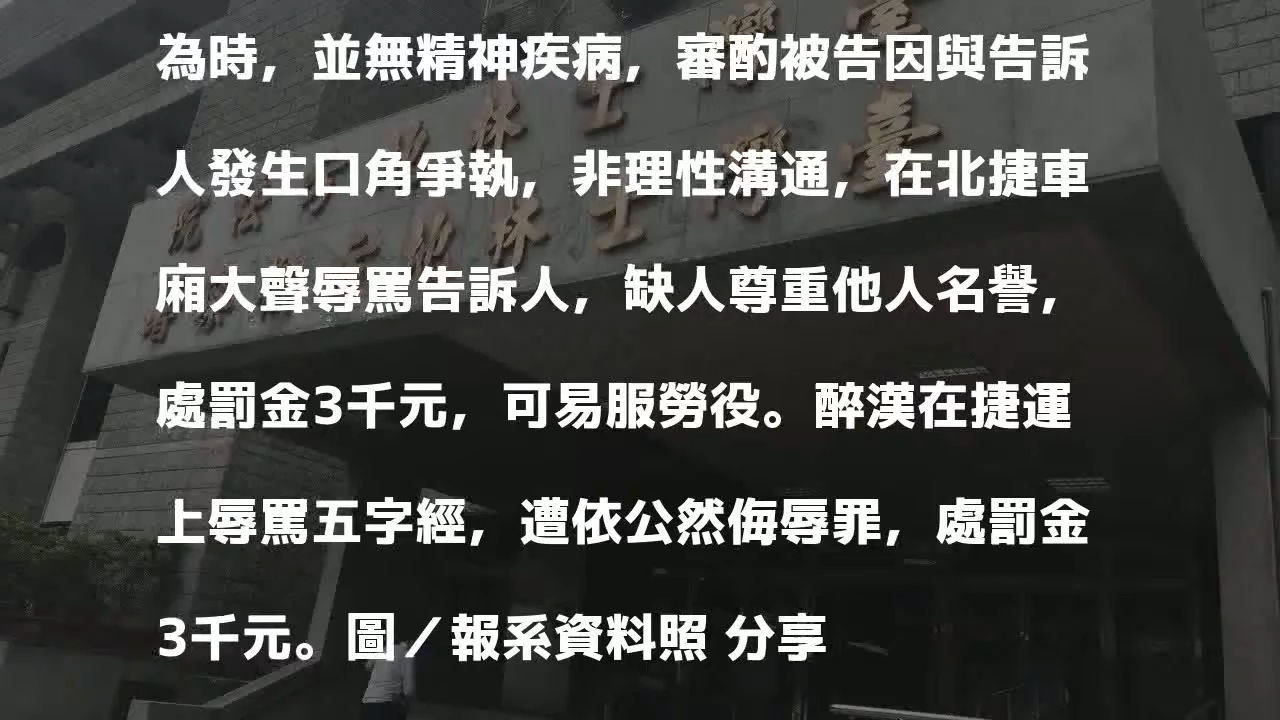 為時，並無精神疾病，審酌被告因與告訴
人發生口角爭執，非理性溝通，在北捷車
廂大聲辱罵告訴人，缺人尊重他人名譽，
處罰金3千元，可易服勞役。醉漢在捷運
上辱罵五字經，遭依公然侮辱罪，處罰金
3千元。圖／報系資料照 分享